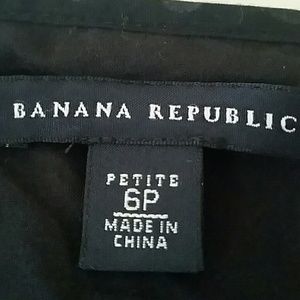 BANANA REPUBLIC
PETITE
6P
MADE IN
CHINA